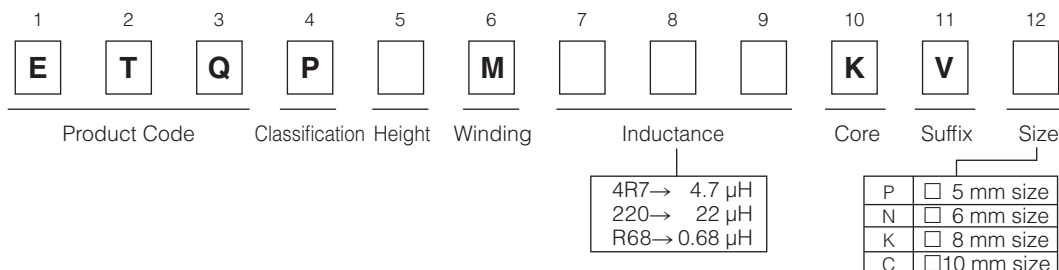 1 2 3 4 5 6 7 8 9 10 11 12
E T Q P M K V
Product Code Classification Height Winding Inductance Core Suffix Size
4R7→ 4.7 µH
220→ 22 µH
R68→ 0.68 µH
P □ 5 mm size
N □ 6 mm size
K □ 8 mm size
C □10 mm size